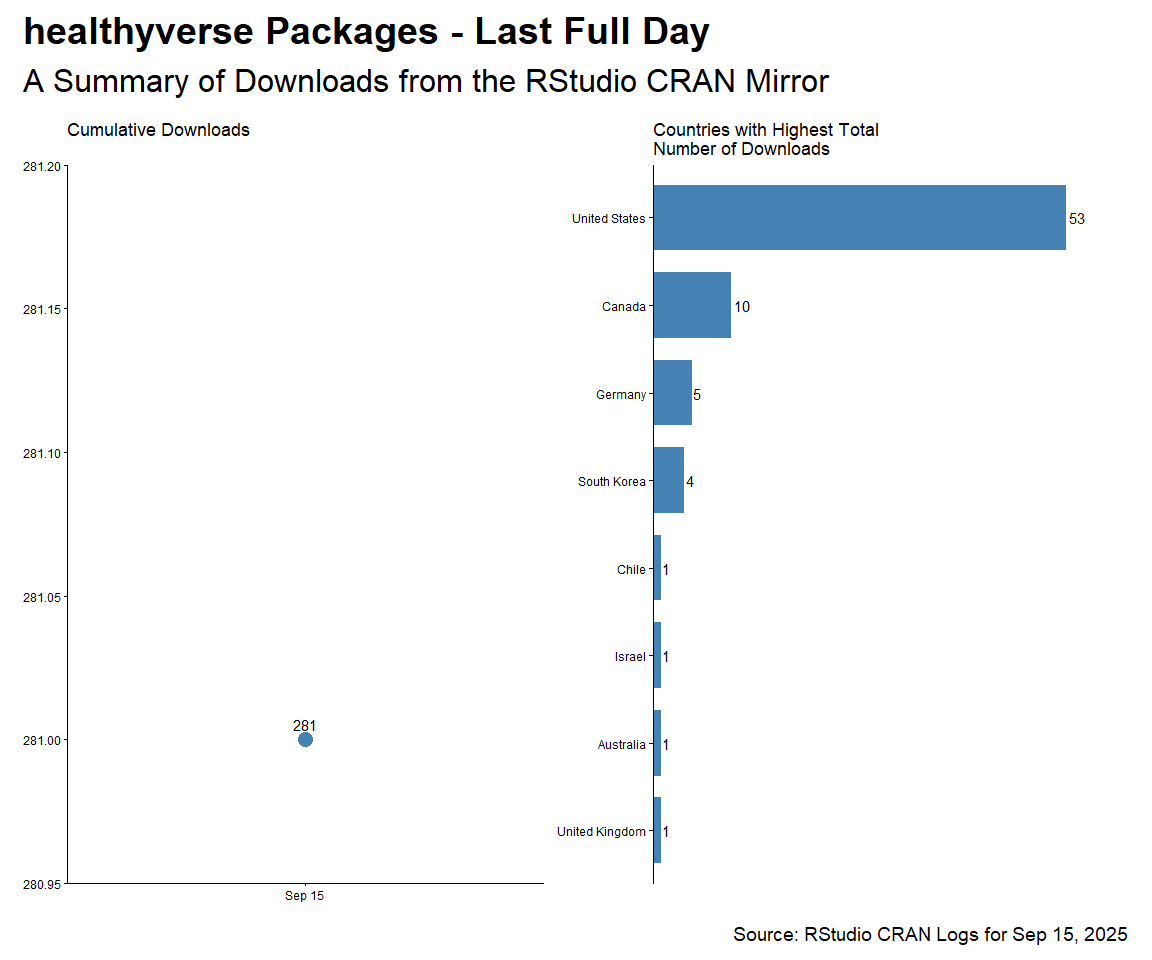 healthyverse Packages - Last Full Day
A Summary of Downloads from the RStudio CRAN Mirror
Cumulative Downloads
281.20
281.15
281.10
281.05
281.00
280.95
281
Sep 15
Countries with Highest Total
Number of Downloads
United States
53
Canada
10
Germany
5
South Korea
4
Chile
1
Israel
1
Australia
1
United Kingdom
1
Source: RStudio CRAN Logs for Sep 15, 2025